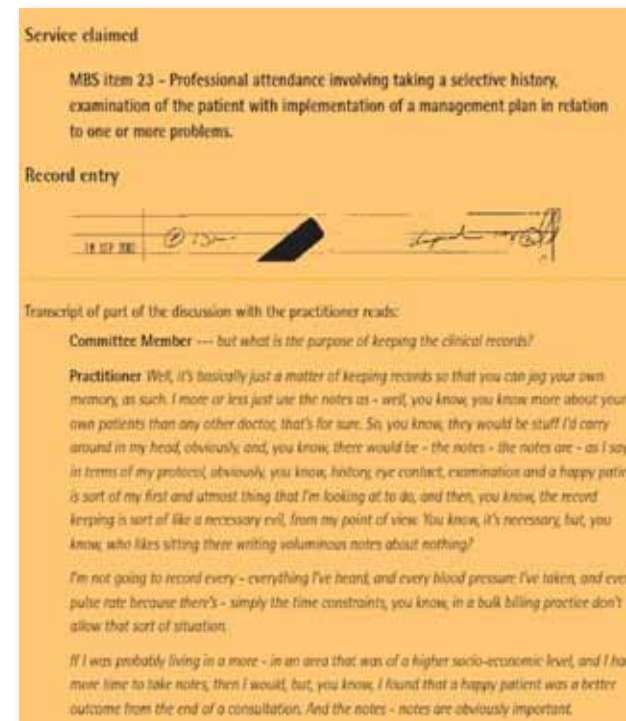 Service claimed
MBS item 23 - Professional attendance involving taking a selective history,
examination of the patient with implementation of a management plan in relation
to one or more problems.
Record entry
SEP
Transcript of part of the discussion with the practitioner reads:
Committee Member --- but what is the purpose of keeping the clinical records?
Practitioner Well, it's basically just a matter of keeping records so that you can jog your own
memory, as such. I more or less just use the notes as - well, you know, you know more about your
own patients than any other doctor, that's for sure. So, you know, they would be stuff I'd carry
around in my head, obviously, and, you know, there would be - the notes - the notes are - as I say
in terms of my protocol, obviously, you know, history, eye contact, examination and a happy patie
is sort of my first and utmost thing that I'm looking at to do, and then, you know, the record
keeping is sort of like a necessary evil, from my point of view. You know, it's necessary, but, you
know, who likes sitting there writing voluminous notes about nothing?
I'm not going to record every - everything I've heard, and every blood pressure I've taken, and eve
pulse rate because there's - simply the time constraints, you know, in a bulk billing practice don't
allow that sort of situation.
If I was probably living in a more - in an area that was of a higher socio-economic level, and I ha
more time to take notes, then I would, but, you know, I found that a happy patient was a better
outcome from the end of a consultation. And the notes - notes are obviously important.